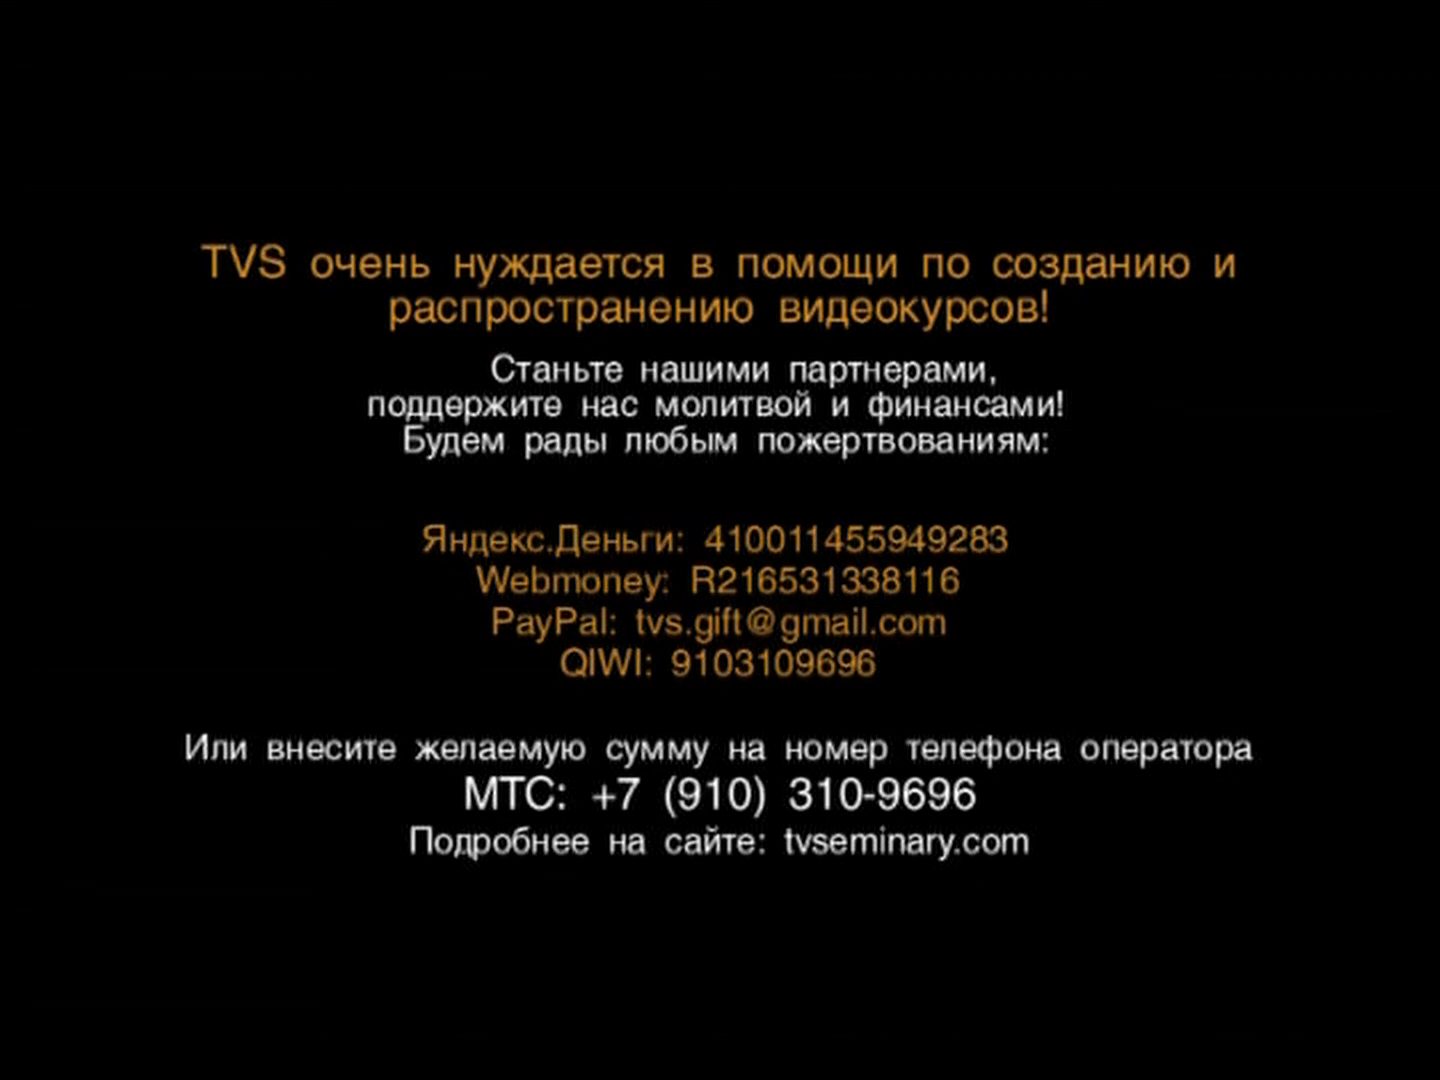 TVS очень нуждается в помощи по созданию и
распространению видеокурсов!
Станьте нашими партнерами,
поддержите нас молитвой и финансами!
Будем рады любым пожертвованиям:
Яндекс.Деньги: 410011455949283
Webmoney: R216531338116
PayPal: tvs.gift@gmail.com
QIWI: 9103109696
Или внесите желаемую сумму на номер телефона оператора
МТС: +7 (910) 310-9696
Подробнее на сайте: tvseminary.com